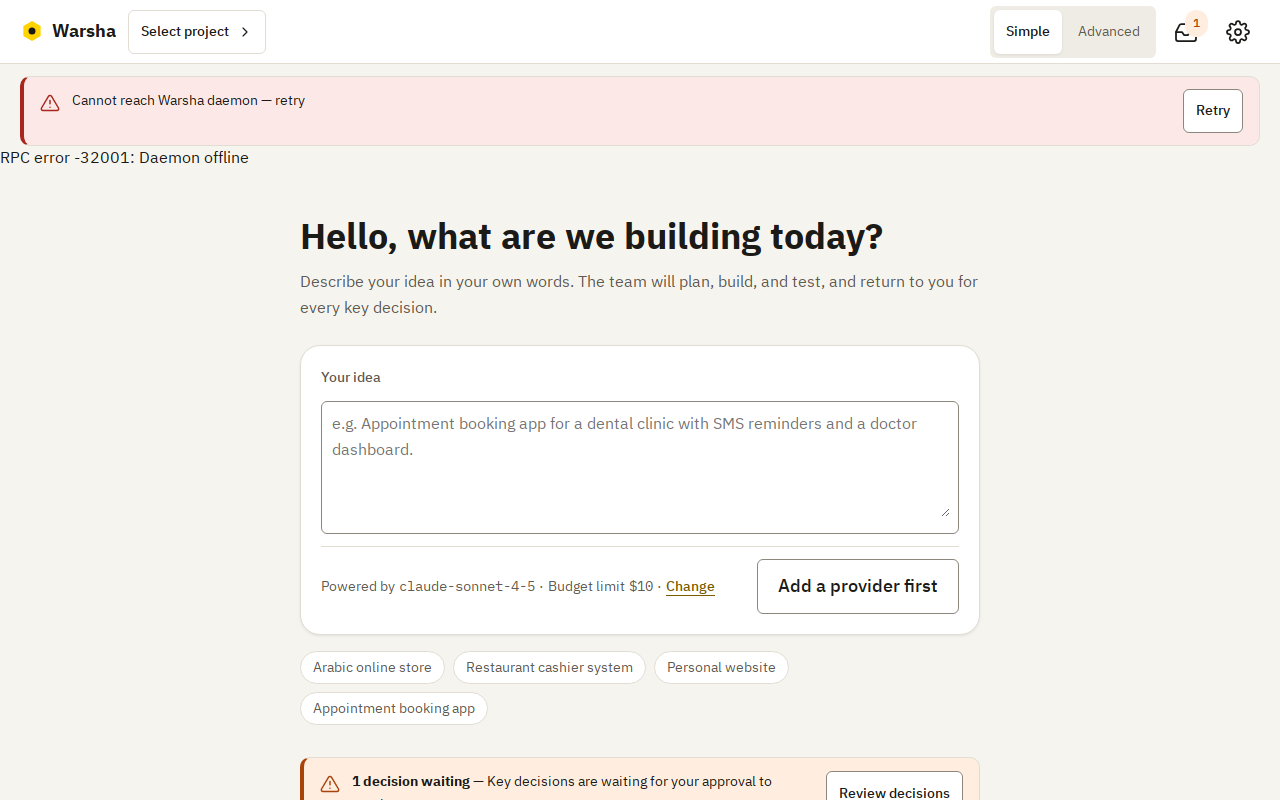 Warsha
Select project
Simple
Advanced
1
Cannot reach Warsha daemon — retry
Retry
RPC error -32001: Daemon offline
Hello, what are we building today?
Describe your idea in your own words. The team will plan, build, and test, and return to you for
every key decision.
Your idea
e.g. Appointment booking app for a dental clinic with SMS reminders and a doctor
dashboard.
Powered by claude-sonnet-4-5 · Budget limit $10 · Change
Add a provider first
Arabic online store
Restaurant cashier system
Personal website
Appointment booking app
1 decision waiting — Key decisions are waiting for your approval to
Review decisions